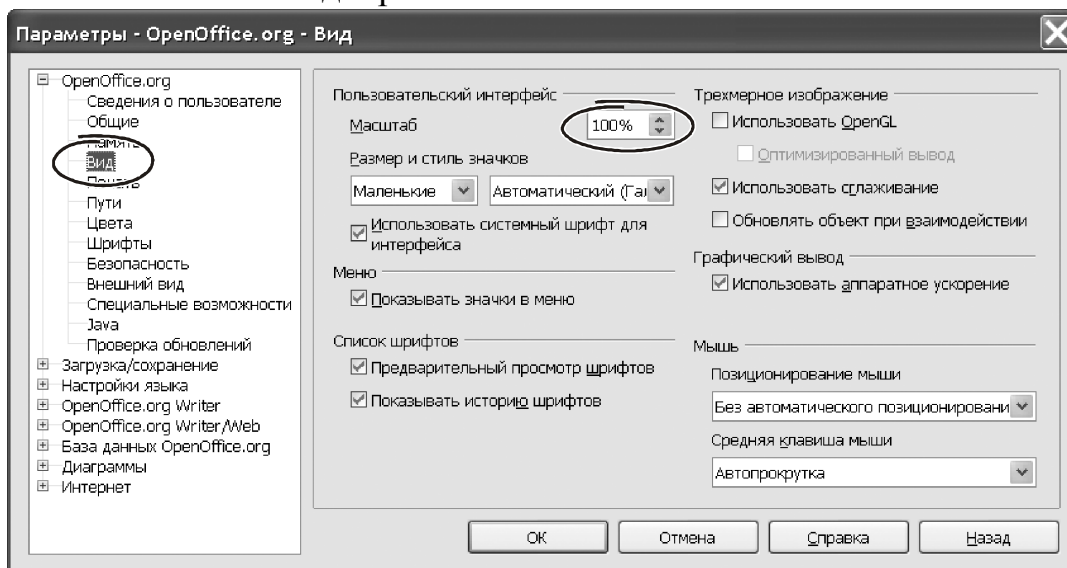 Параметры - OpenOffice.org - Вид
OpenOffice.org
Сведения о пользователе
Общие
Память
Вид
Печать
Пути
Цвета
Шрифты
Безопасность
Внешний вид
Специальные возможности
Java
Проверка обновлений
Загрузка/сохранение
Настройки языка
OpenOffice.org Writer
OpenOffice.org Writer/Web
База данных OpenOffice.org
Диаграммы
Интернет
Пользовательский интерфейс
Масштаб 100%
Размер и стиль значков
Маленькие Автоматический (Гал
Использовать системный шрифт для
интерфейса
Меню
Показывать значки в меню
Список шрифтов
Предварительный просмотр шрифтов
Показывать историю шрифтов
Трехмерное изображение
Использовать OpenGL
Оптимизированный вывод
Использовать сглаживание
Обновлять объект при взаимодействии
Графический вывод
Использовать аппаратное ускорение
Мышь
Позиционирование мыши
Без автоматического позиционировани
Средняя клавиша мыши
Автопрокрутка
ОК Отмена Справка Назад